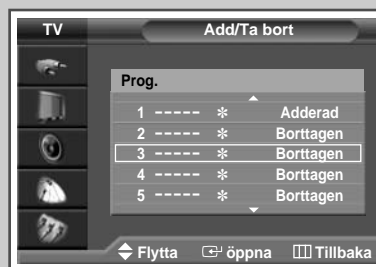 TV Add/Ta bort
Prog.
1 ----- ✻ Adderad
2 ----- ✻ Borttagen
3 ----- ✻ Borttagen
4 ----- ✻ Borttagen
5 ----- ✻ Borttagen
Flytta öppna Tillbaka